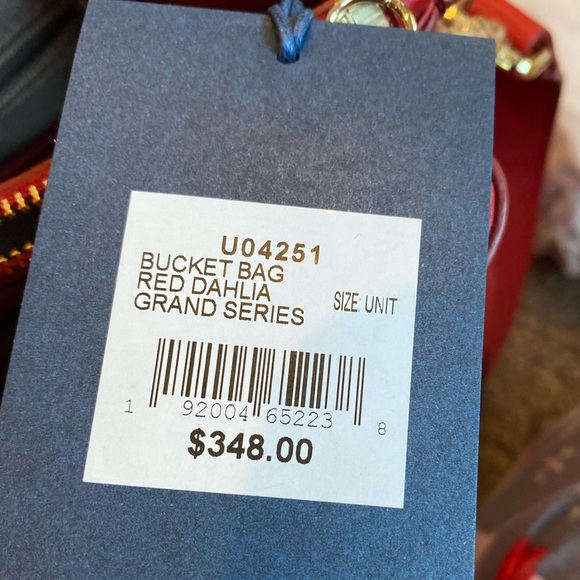 U04251
BUCKET BAG
RED DAHLIA
GRAND SERIES SIZE: UNIT
1 92004 65223 8
$348.00